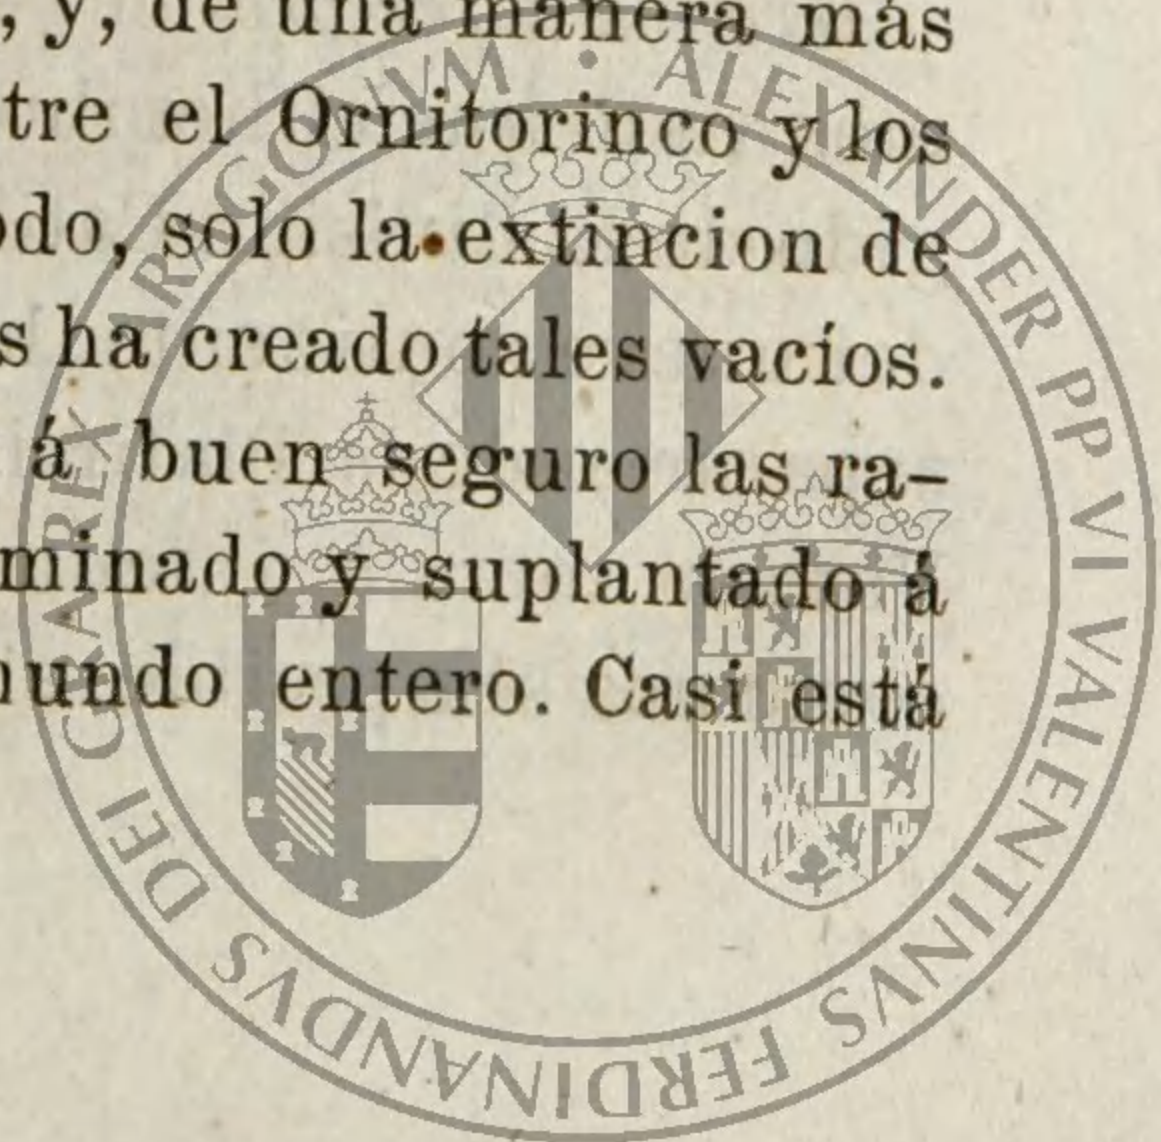 , y, de una manera más
tre el Ornitorinco y los
do, solo la extincion de
s ha creado tales vacíos.
á buen seguro las ra-
minado y suplantado á
undo entero. Casi está
ALEXANDER PP VI VALENTINVS FERDINANDVS DEI GRA REX ARAGONVM